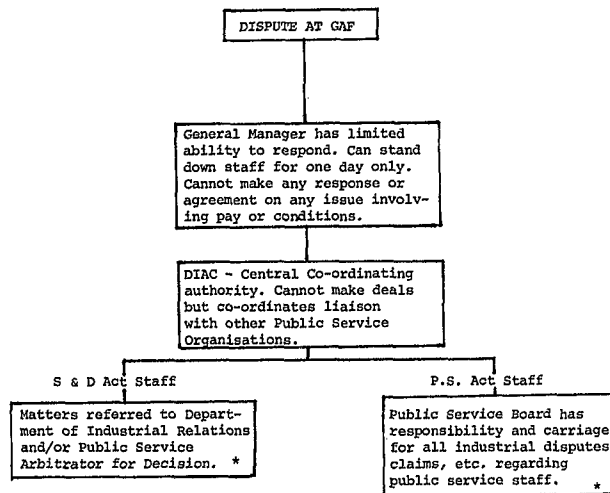 DISPUTE AT GAF
General Manager has limited
ability to respond. Can stand
down staff for one day only.
Cannot make any response or
agreement on any issue involv-
ing pay or conditions.
DIAC - Central Co-ordinating
authority. Cannot make deals
but co-ordinates liaison
with other Public Service
Organisations.
S & D Act Staff
Matters referred to Depart-
ment of Industrial Relations
and/or Public Service
Arbitrator for Decision. *
P.S. Act Staff
Public Service Board has
responsibility and carriage
for all industrial disputes
claims, etc. regarding
public service staff. *